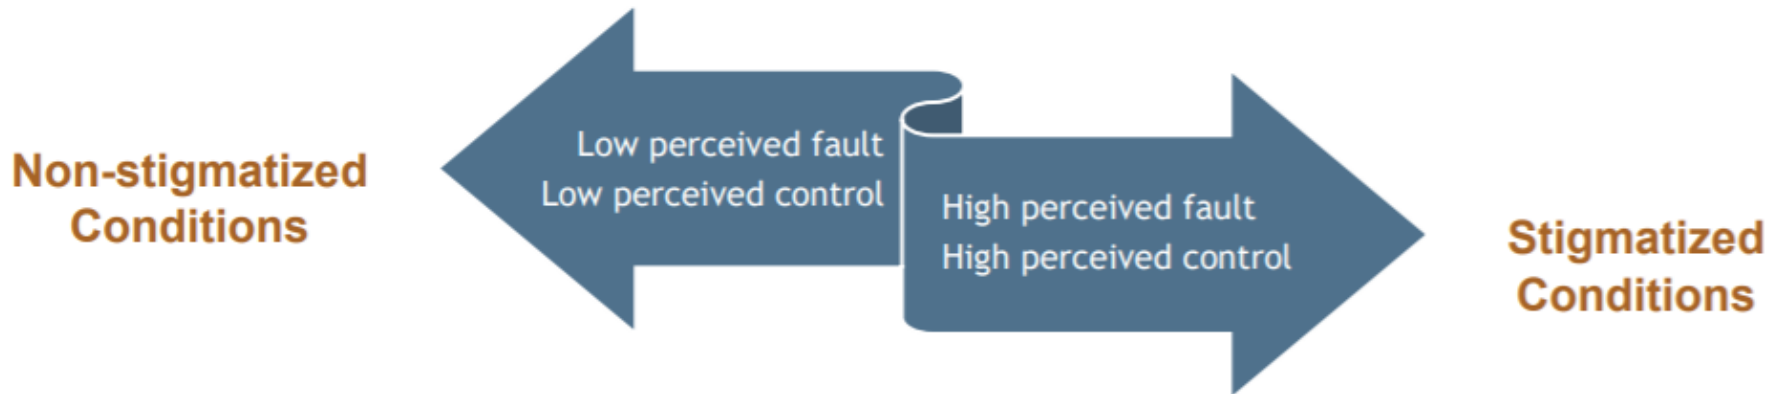 Non-stigmatized
Conditions
Low perceived fault
Low perceived control
High perceived fault
High perceived control
Stigmatized
Conditions